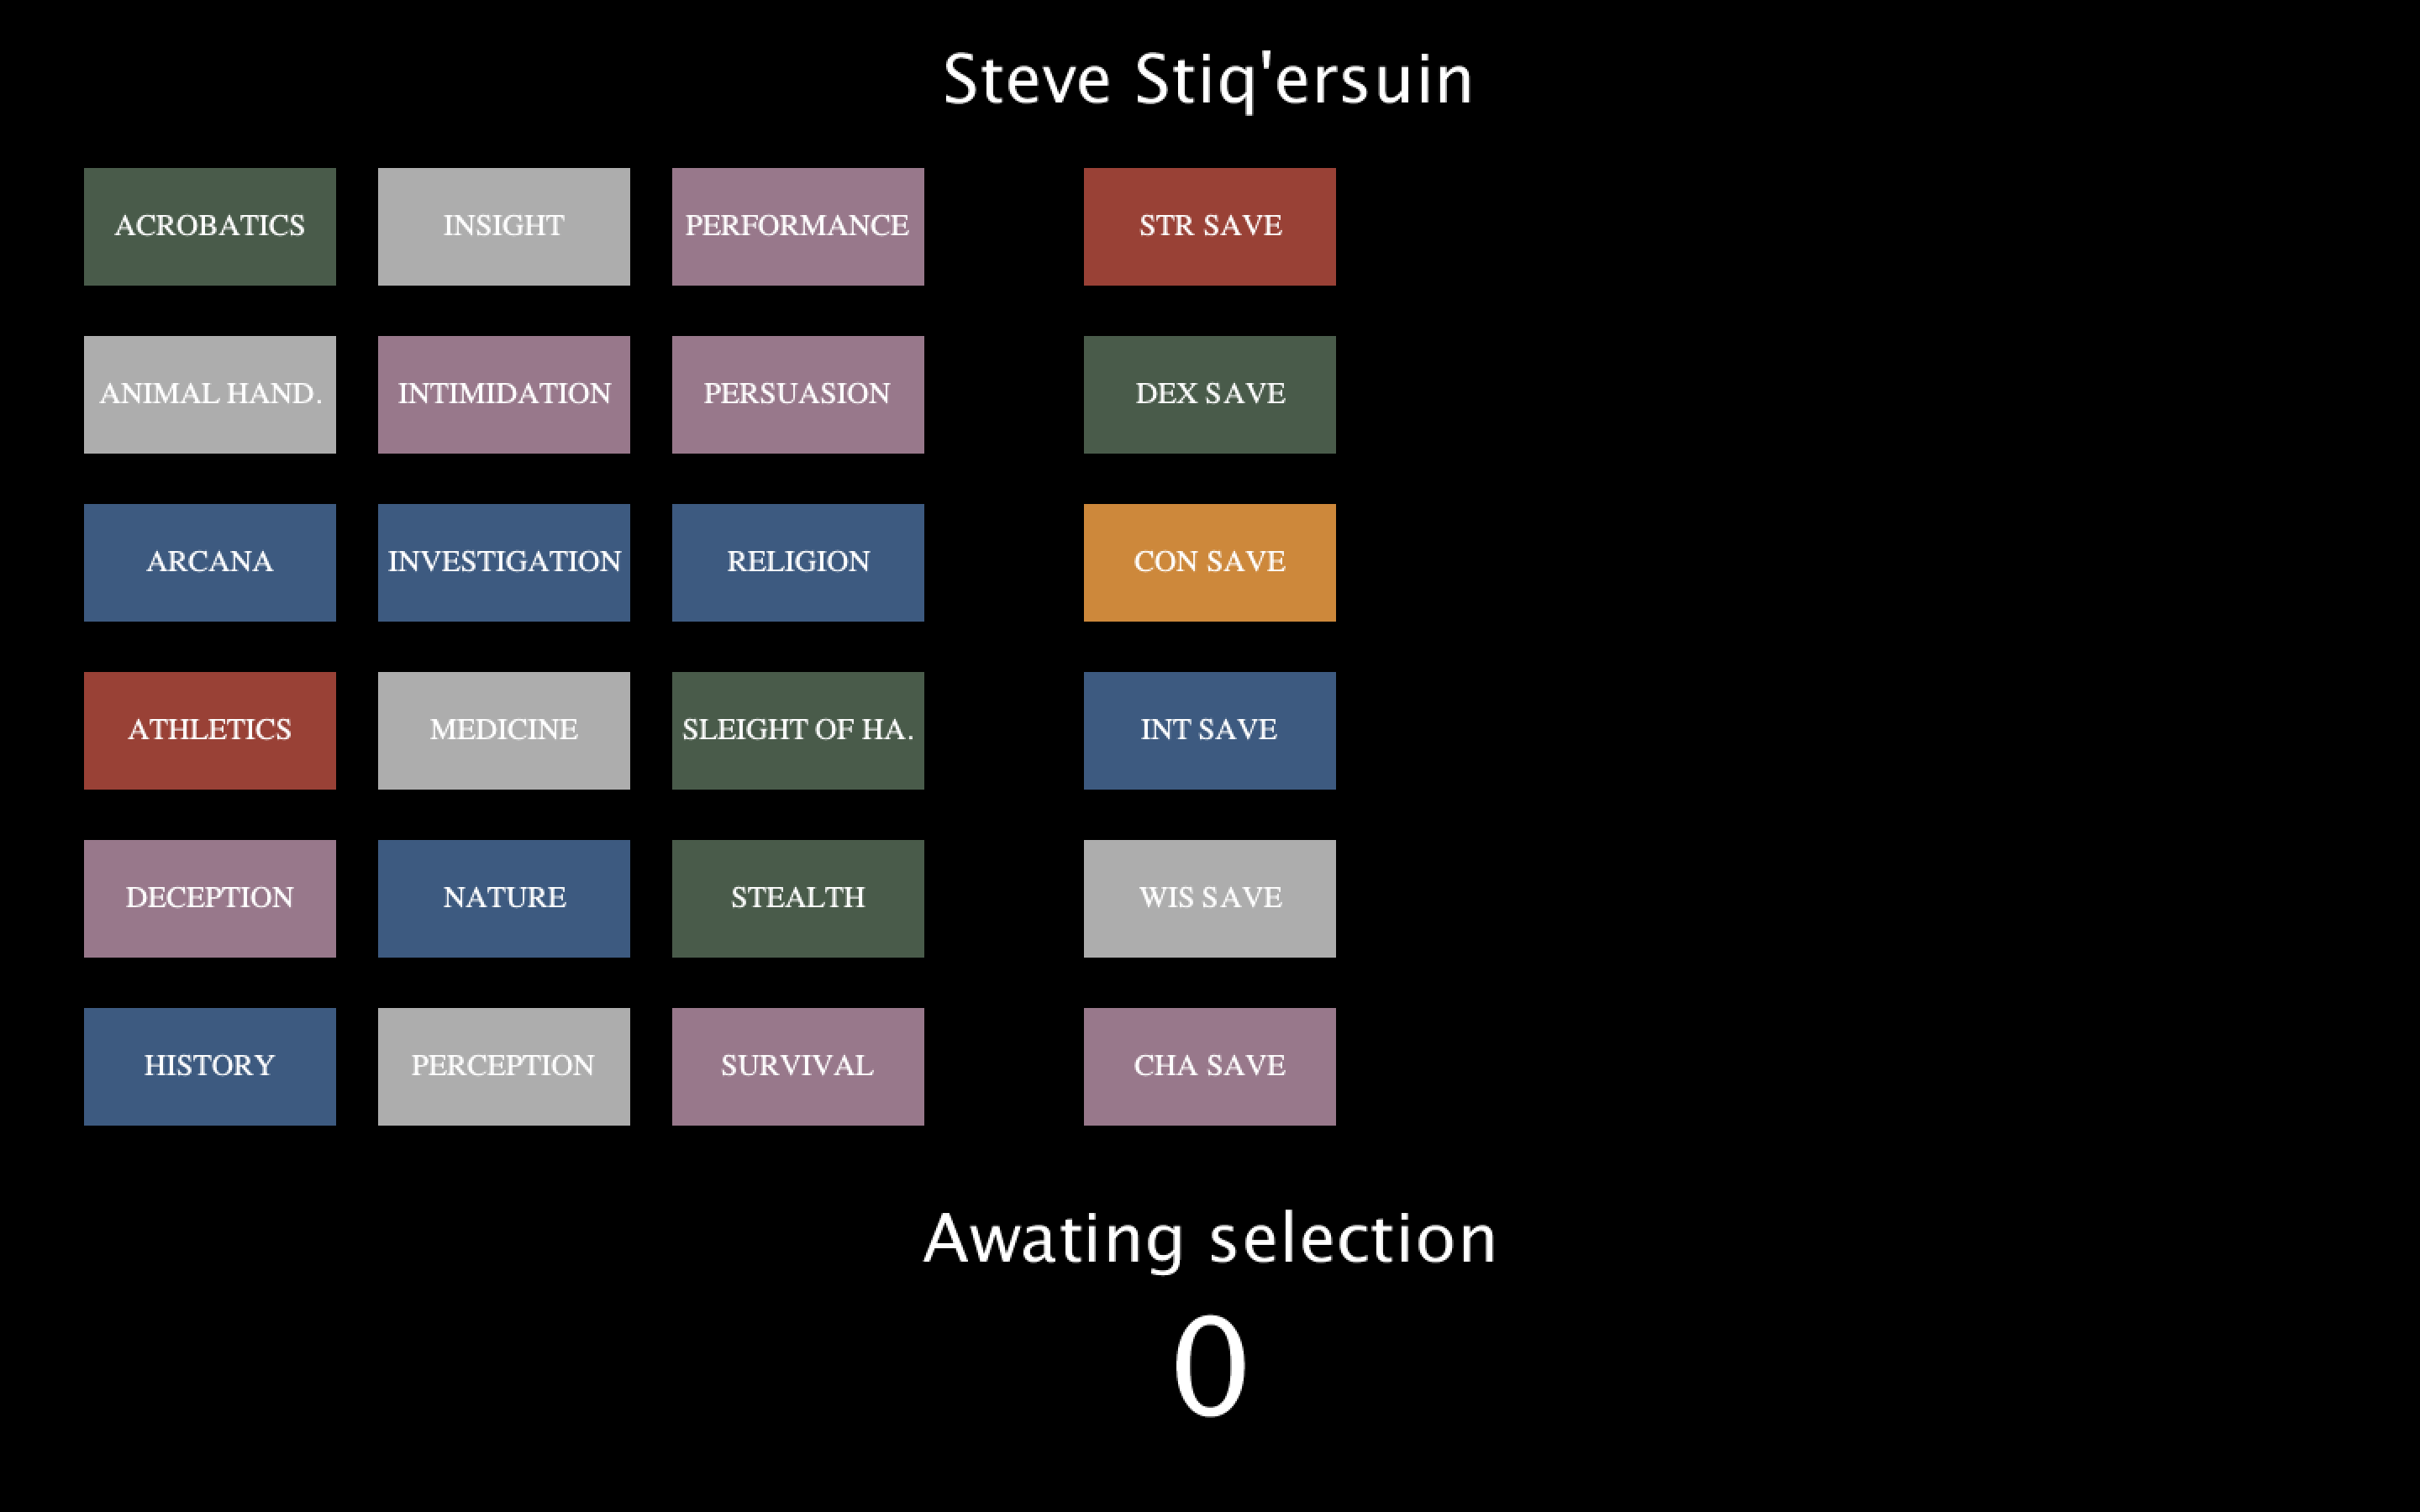 Steve Stiq'ersuin
ACROBATICS INSIGHT PERFORMANCE STR SAVE
ANIMAL HAND. INTIMIDATION PERSUASION DEX SAVE
ARCANA INVESTIGATION RELIGION CON SAVE
ATHLETICS MEDICINE SLEIGHT OF HA. INT SAVE
DECEPTION NATURE STEALTH WIS SAVE
HISTORY PERCEPTION SURVIVAL CHA SAVE
Awating selection
0